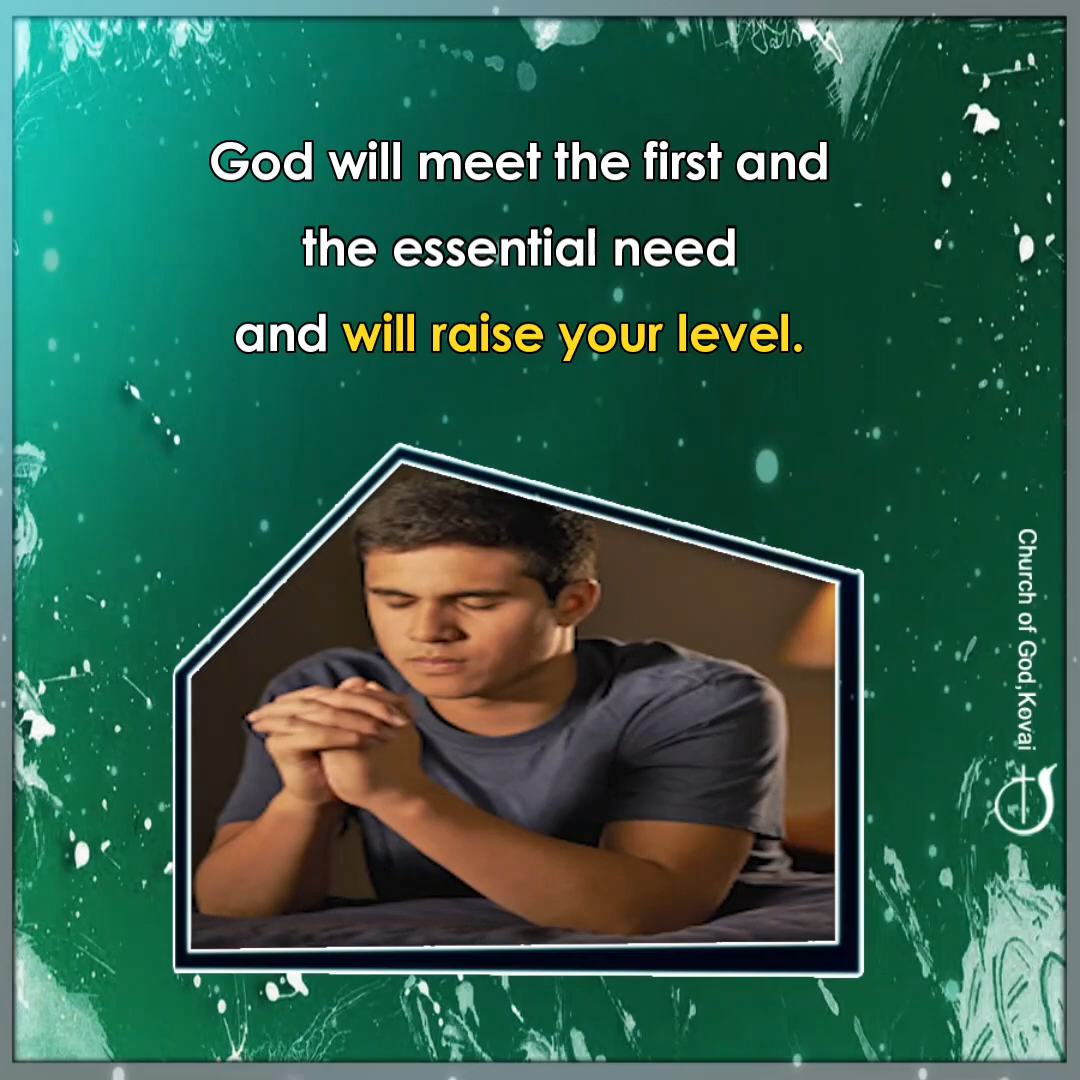 God will meet the first and
the essential need
and will raise your level.
Church of God,Kovai